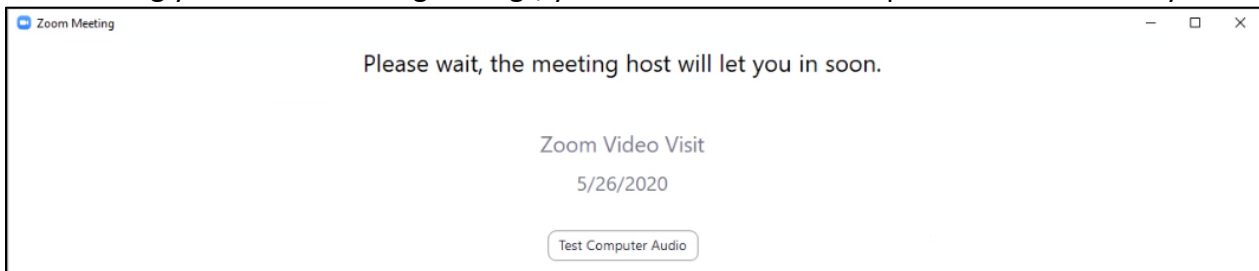 Zoom Meeting
Please wait, the meeting host will let you in soon.
Zoom Video Visit
5/26/2020
Test Computer Audio